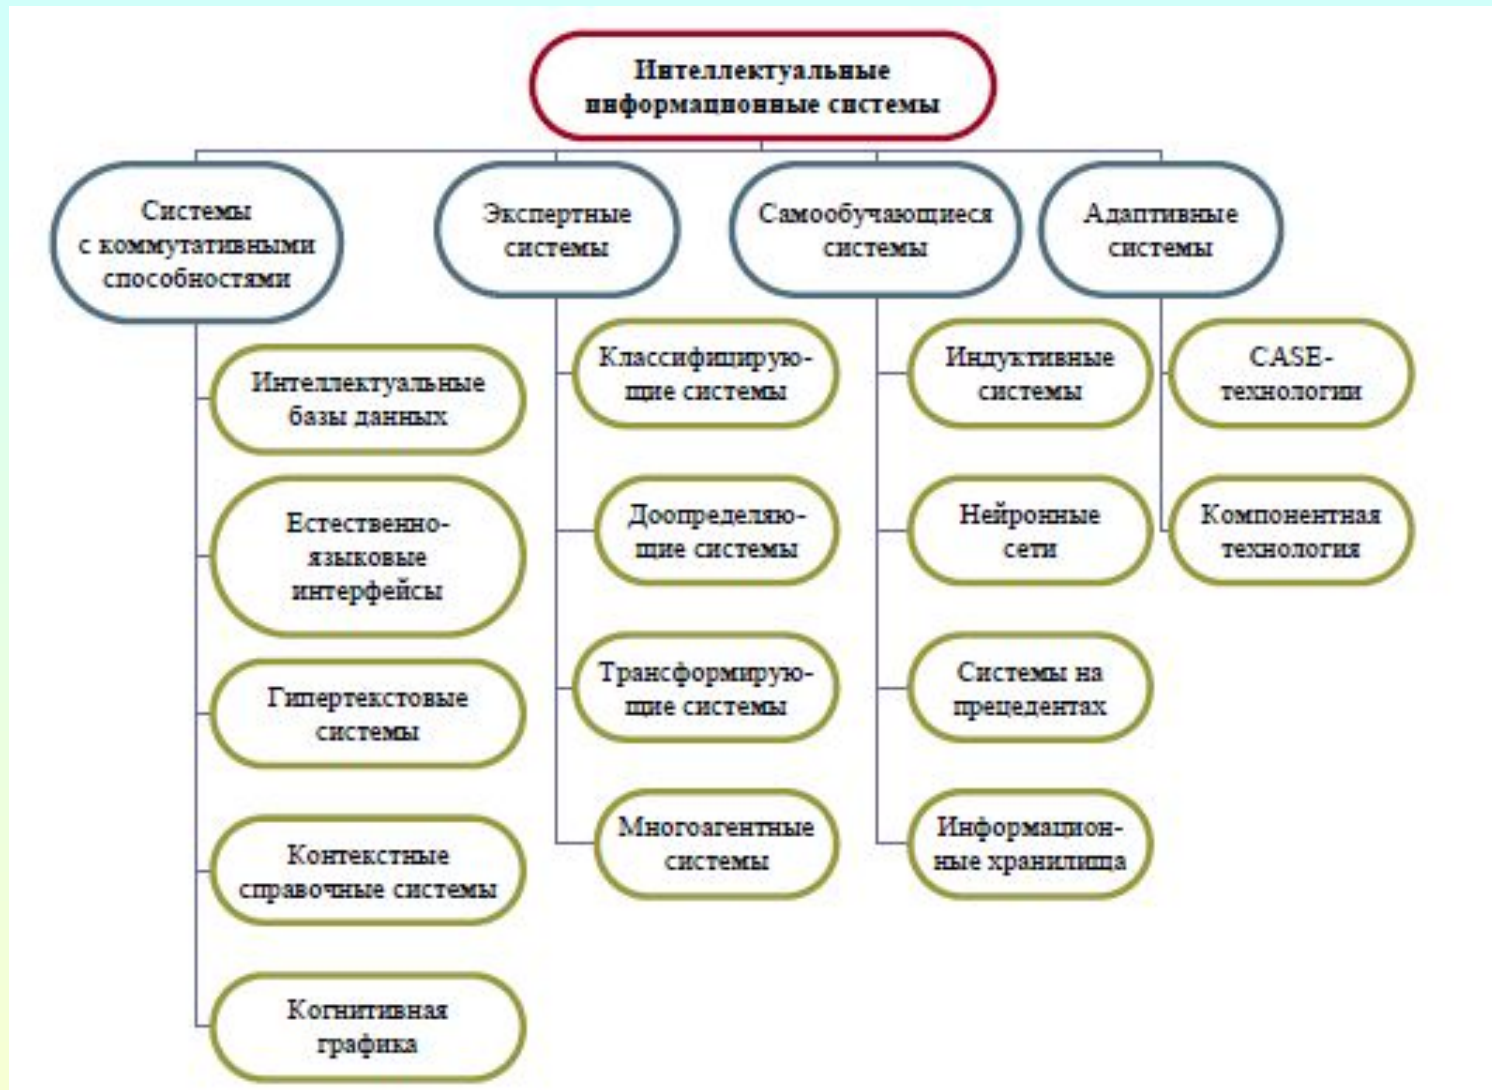 Интеллектуальные
информационные системы
Системы
с коммутативными
способностями
Экспертные
системы
Самообучающиеся
системы
Адаптивные
системы
Интеллектуальные
базы данных
Естественно-
языковые
интерфейсы
Гипертекстовые
системы
Контекстные
справочные системы
Когнитивная
графика
Классифицирую-
щие системы
Доопределяю-
щие системы
Трансформирую-
щие системы
Многоагентные
системы
Индуктивные
системы
Нейронные
сети
Системы на
прецедентах
Информацион-
ные хранилища
CASE-
технологии
Компонентная
технология